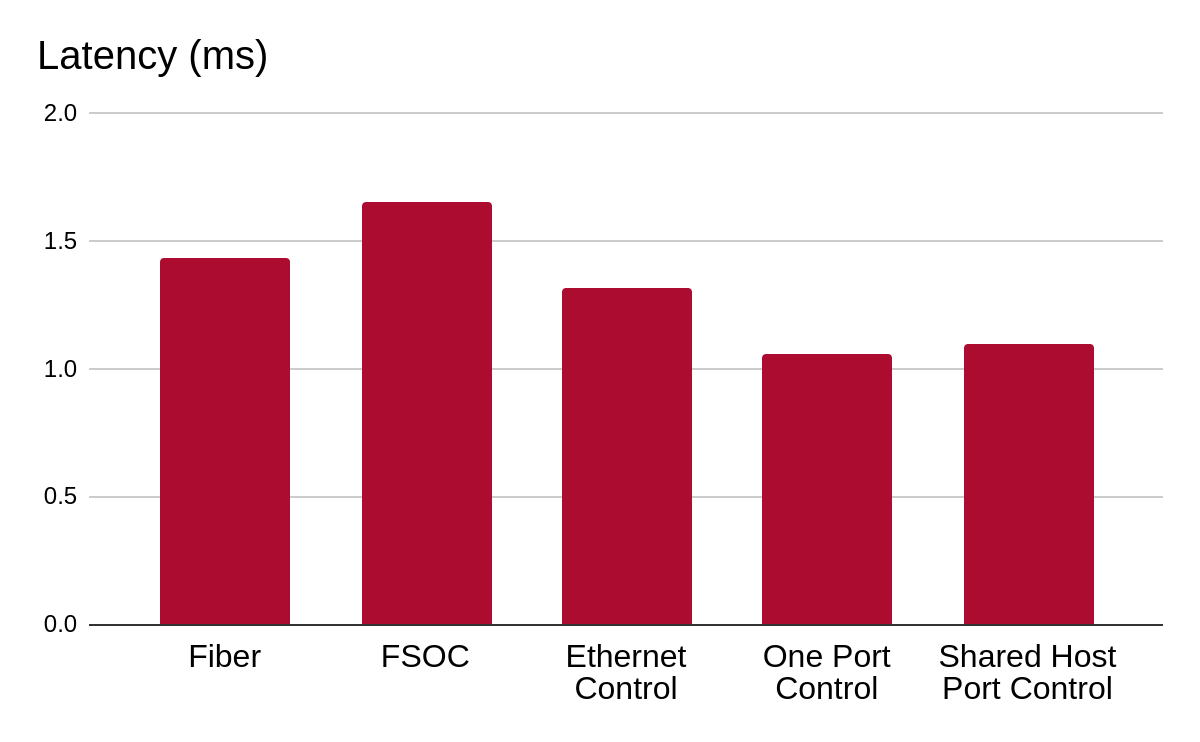 Latency (ms)
2.0
1.5
1.0
0.5
0.0
Fiber
FSOC
Ethernet
Control
One Port
Control
Shared Host
Port Control